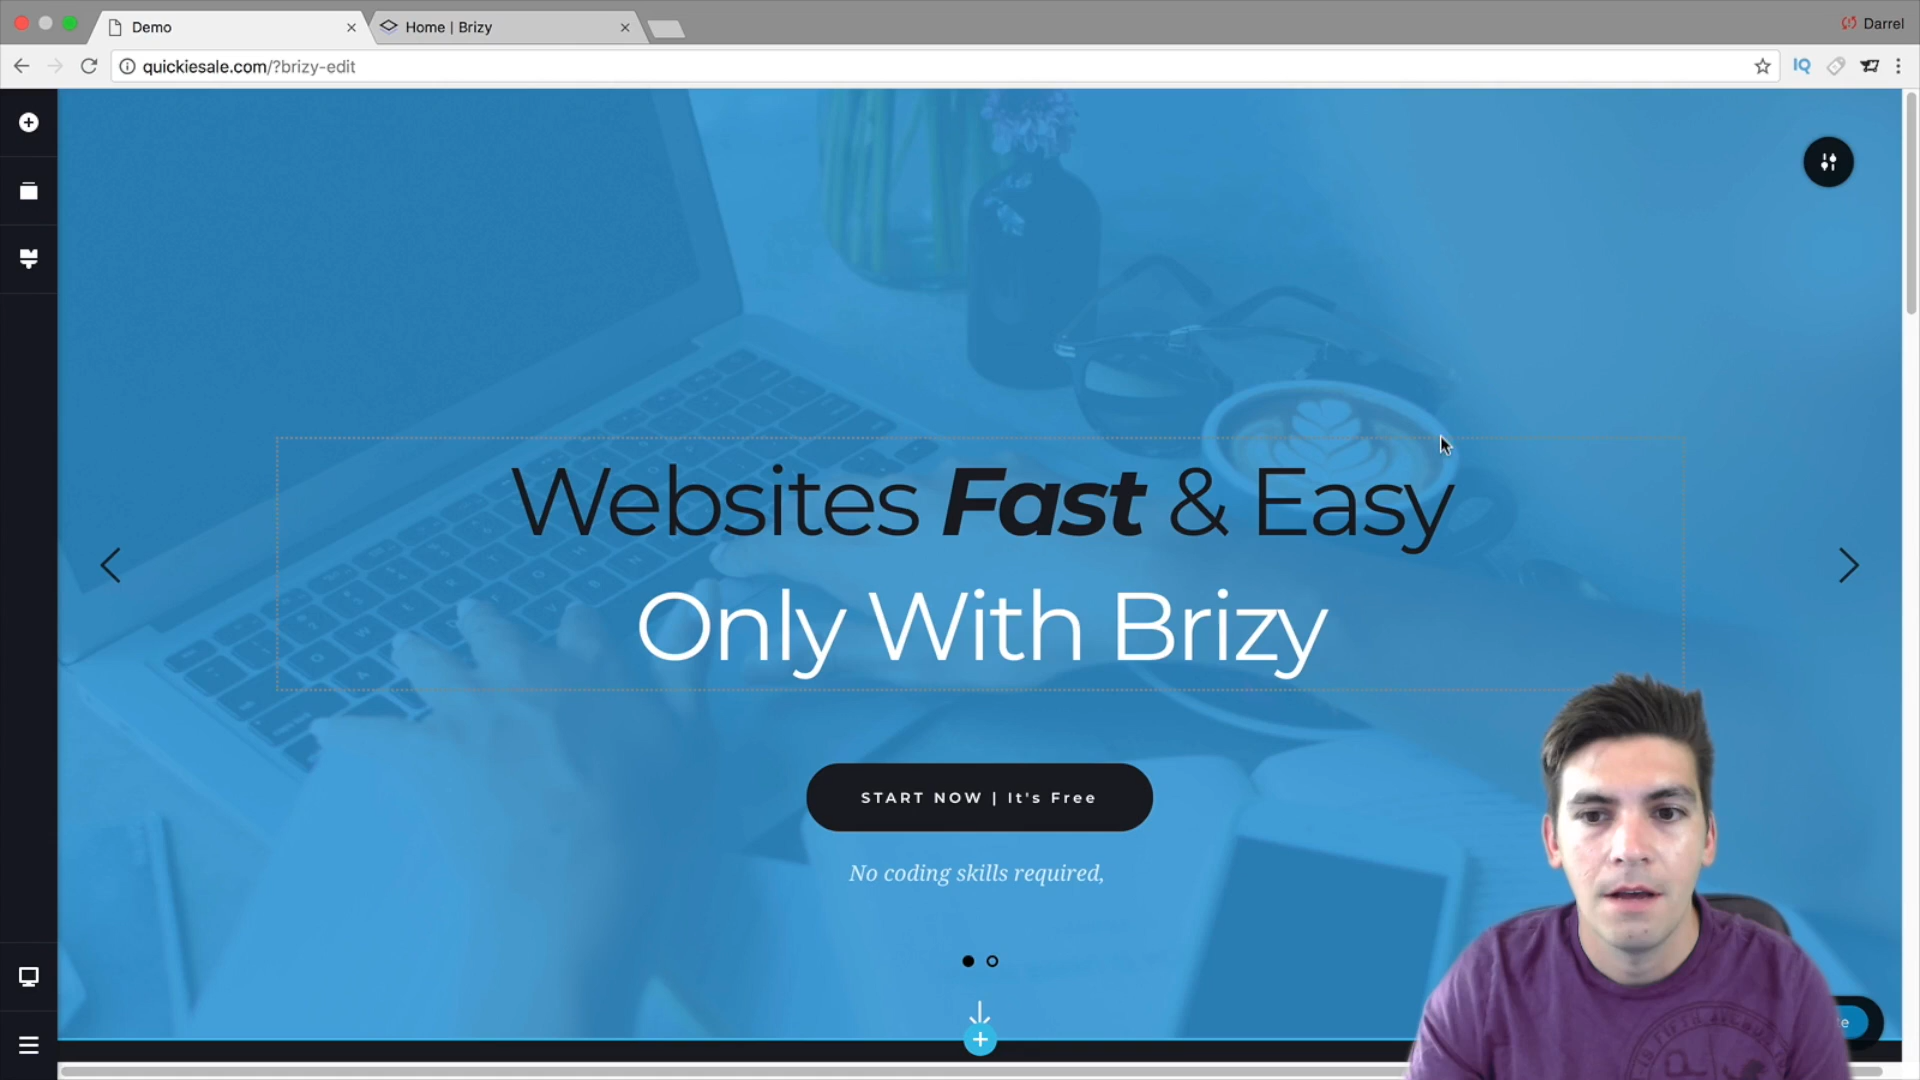 Demo
Home | Brizy
Darrel
quickiesale.com/?brizy-edit
IQ
Websites Fast & Easy
Only With Brizy
START NOW | It's Free
No coding skills required,